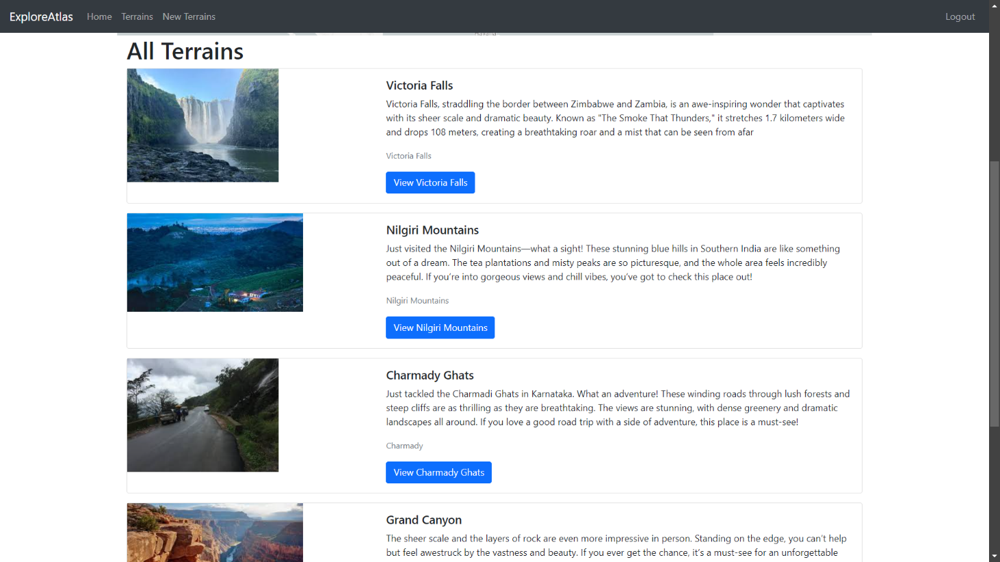 ExploreAtlas Home Terrains New Terrains Logout
Havana
All Terrains
Victoria Falls
Victoria Falls, straddling the border between Zimbabwe and Zambia, is an awe-inspiring wonder that captivates
with its sheer scale and dramatic beauty. Known as "The Smoke That Thunders," it stretches 1.7 kilometers wide
and drops 108 meters, creating a breathtaking roar and a mist that can be seen from afar
Victoria Falls
View Victoria Falls
Nilgiri Mountains
Just visited the Nilgiri Mountains—what a sight! These stunning blue hills in Southern India are like something
out of a dream. The tea plantations and misty peaks are so picturesque, and the whole area feels incredibly
peaceful. If you’re into gorgeous views and chill vibes, you’ve got to check this place out!
Nilgiri Mountains
View Nilgiri Mountains
Charmady Ghats
Just tackled the Charmadi Ghats in Karnataka. What an adventure! These winding roads through lush forests and
steep cliffs are as thrilling as they are breathtaking. The views are stunning, with dense greenery and dramatic
landscapes all around. If you love a good road trip with a side of adventure, this place is a must-see!
Charmady
View Charmady Ghats
Grand Canyon
The sheer scale and the layers of rock are even more impressive in person. Standing on the edge, you can’t help
but feel awestruck by the vastness and beauty. If you ever get the chance, it’s a must-see for an unforgettable